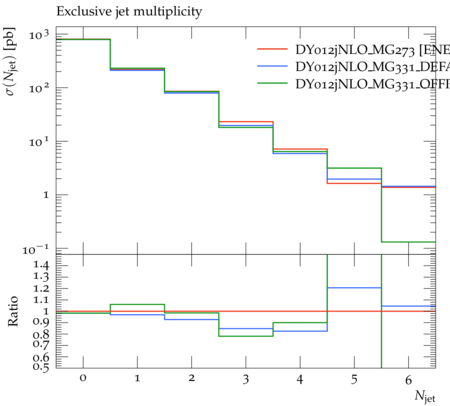 Exclusive jet multiplicity
σ(N_jet) [pb]
10³
DY012jNLO_MG273 [ENE
DY012jNLO_MG331_DEFA
DY012jNLO_MG331_OFFI
10²
10¹
1
10⁻¹
Ratio
1.4
1.3
1.2
1.1
1
0.9
0.8
0.7
0.6
0.5
0 1 2 3 4 5 6
N_jet